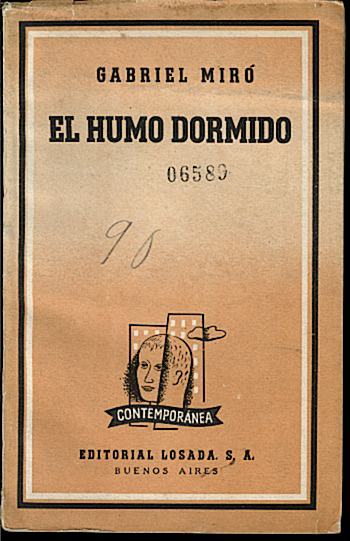 GABRIEL MIRÓ
EL HUMO DORMIDO
06589
90
CONTEMPORÁNEA
EDITORIAL LOSADA. S. A.
BUENOS AIRES